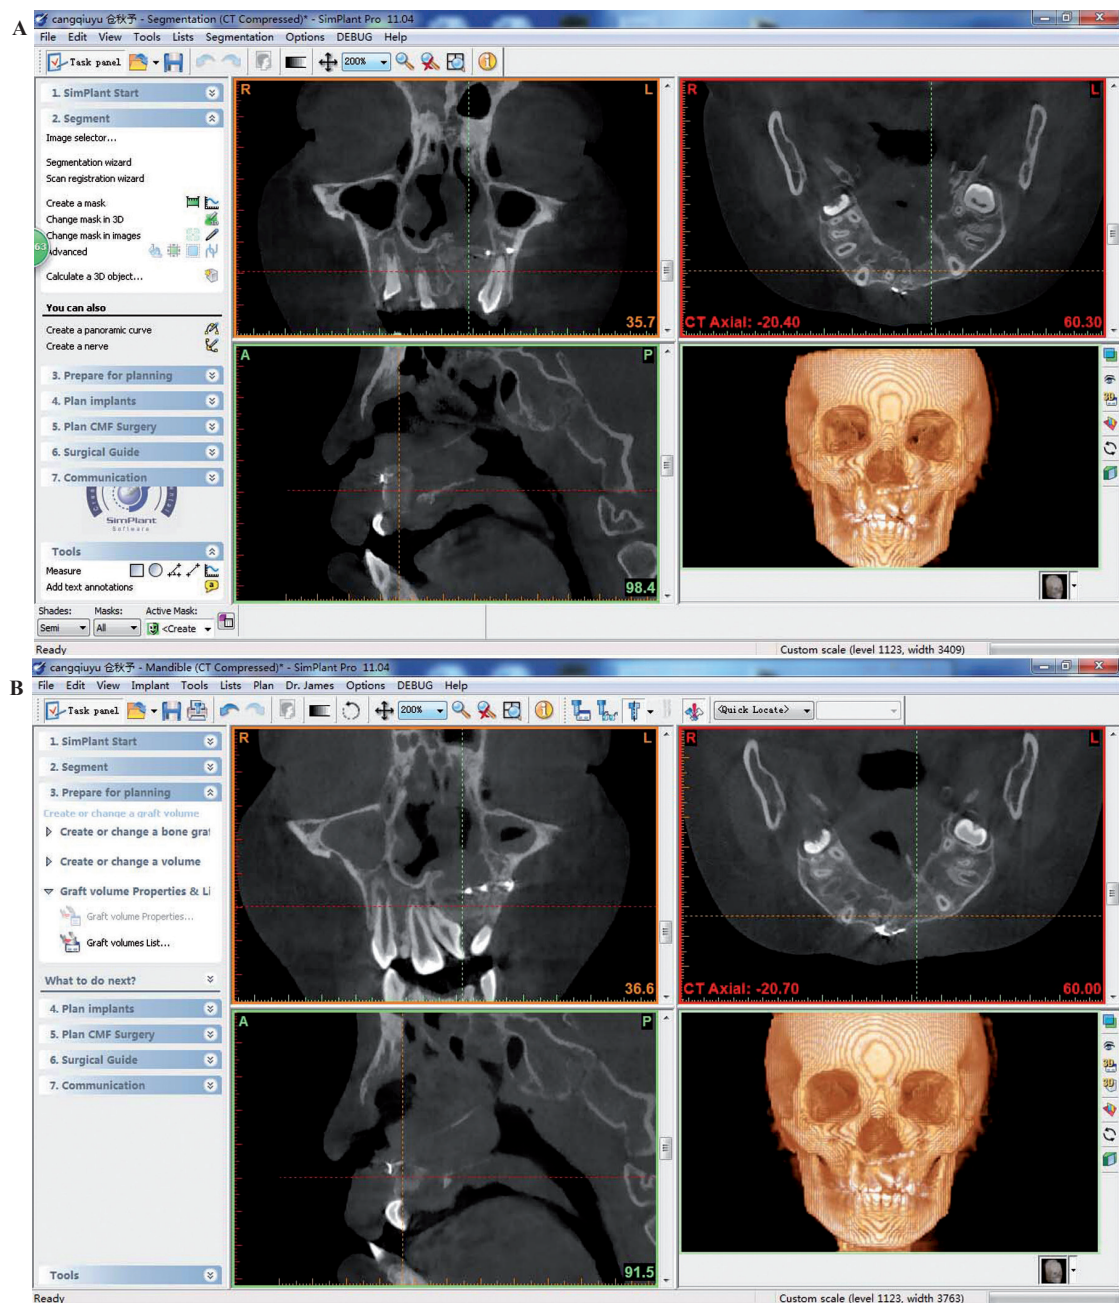 A
cangqiuyu 仓秋予 - Segmentation (CT Compressed)* - SimPlant Pro 11.04
File Edit View Tools Lists Segmentation Options DEBUG Help
Task panel 200%
1. SimPlant Start
2. Segment
Image selector...
Segmentation wizard
Scan registration wizard
Create a mask
Change mask in 3D
Change mask in images
63
Advanced
Calculate a 3D object...
You can also
Create a panoramic curve
Create a nerve
3. Prepare for planning
4. Plan implants
5. Plan CMF Surgery
6. Surgical Guide
7. Communication
SimPlant
Software
Tools
Measure
Add text annotations
Shades: Masks: Active Mask:
Semi All <Create
Ready
R L
35.7
R L
CT Axial: -20.40 60.30
A P
98.4
3D
Custom scale (level 1123, width 3409)
B
cangqiuyu 仓秋予 - Mandible (CT Compressed)* - SimPlant Pro 11.04
File Edit View Implant Tools Lists Plan Dr. James Options DEBUG Help
Task panel 200% <Quick Locate>
1. SimPlant Start
2. Segment
3. Prepare for planning
Create or change a graft volume
Create or change a bone gra
Create or change a volume
Graft volume Properties & Li
Graft volume Properties...
Graft volumes List...
What to do next?
4. Plan implants
5. Plan CMF Surgery
6. Surgical Guide
7. Communication
Tools
Ready
R L
36.6
R L
CT Axial: -20.70 60.00
A P
91.5
3D
3D
Custom scale (level 1123, width 3763)